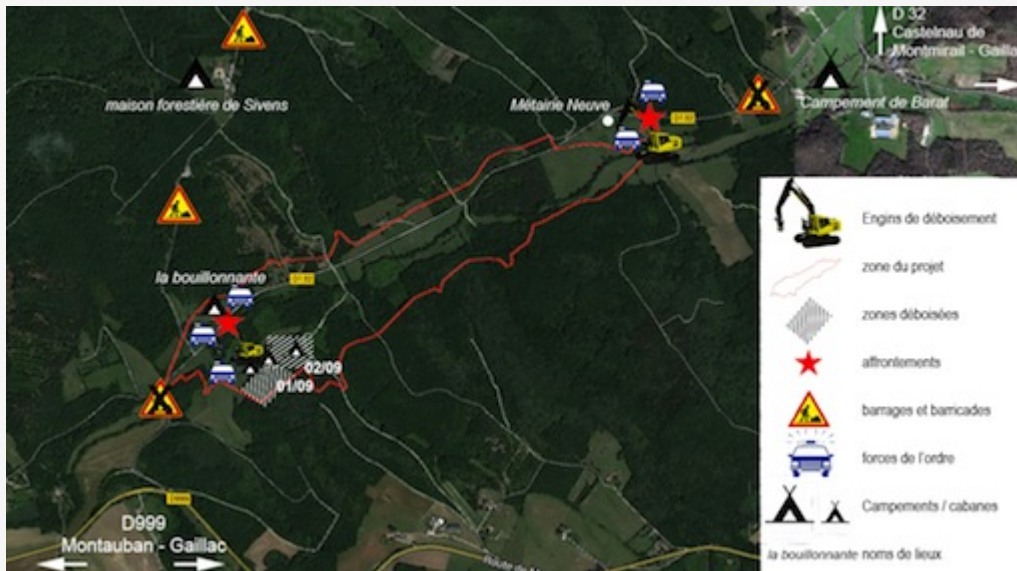 D 32
Castelnau de
Montmirail - Gailla
maison forestière de Sivens
Métairie Neuve
Campement de Barat
la bouillonnante
02/09
01/09
D999
D999
Montauban - Gaillac
Engins de déboisement
zone du projet
zones déboisées
affrontements
barrages et barricades
forces de l'ordre
Campements / cabanes
la bouillonnante noms de lieux